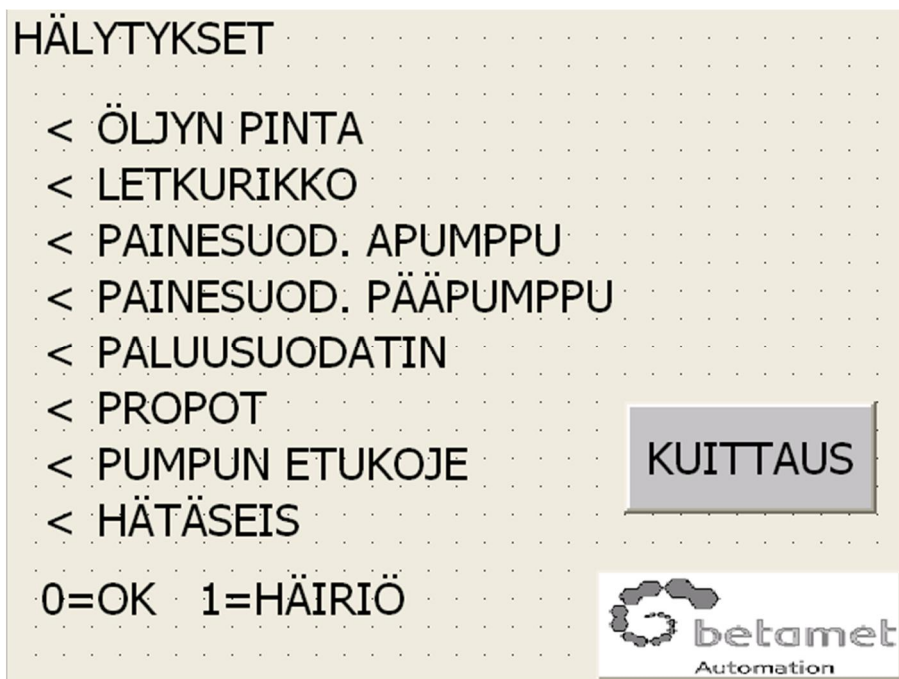 HÄLYTYKSET
< ÖLJYN PINTA
< LETKURIKKO
< PAINESUOD. APUMPPU
< PAINESUOD. PÄÄPUMPPU
< PALUUSUODATIN
< PROPOT
< PUMPUN ETUKOJE
KUITTAUS
< HÄTÄSEIS
0=OK 1=HÄIRIÖ
betamet
Automation